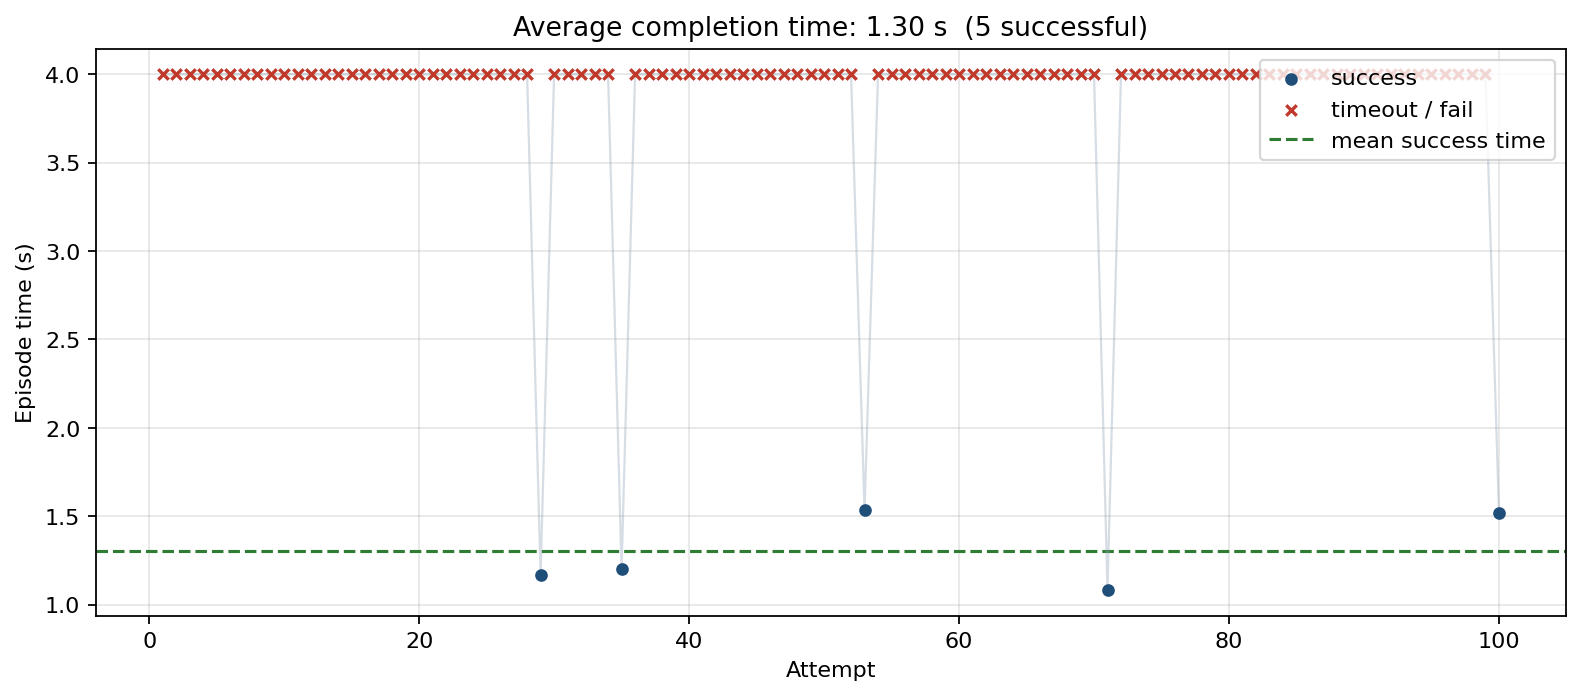 Average completion time: 1.30 s  (5 successful)
success
timeout / fail
mean success time
Episode time (s)
4.0
3.5
3.0
2.5
2.0
1.5
1.0
0 20 40 60 80 100
Attempt